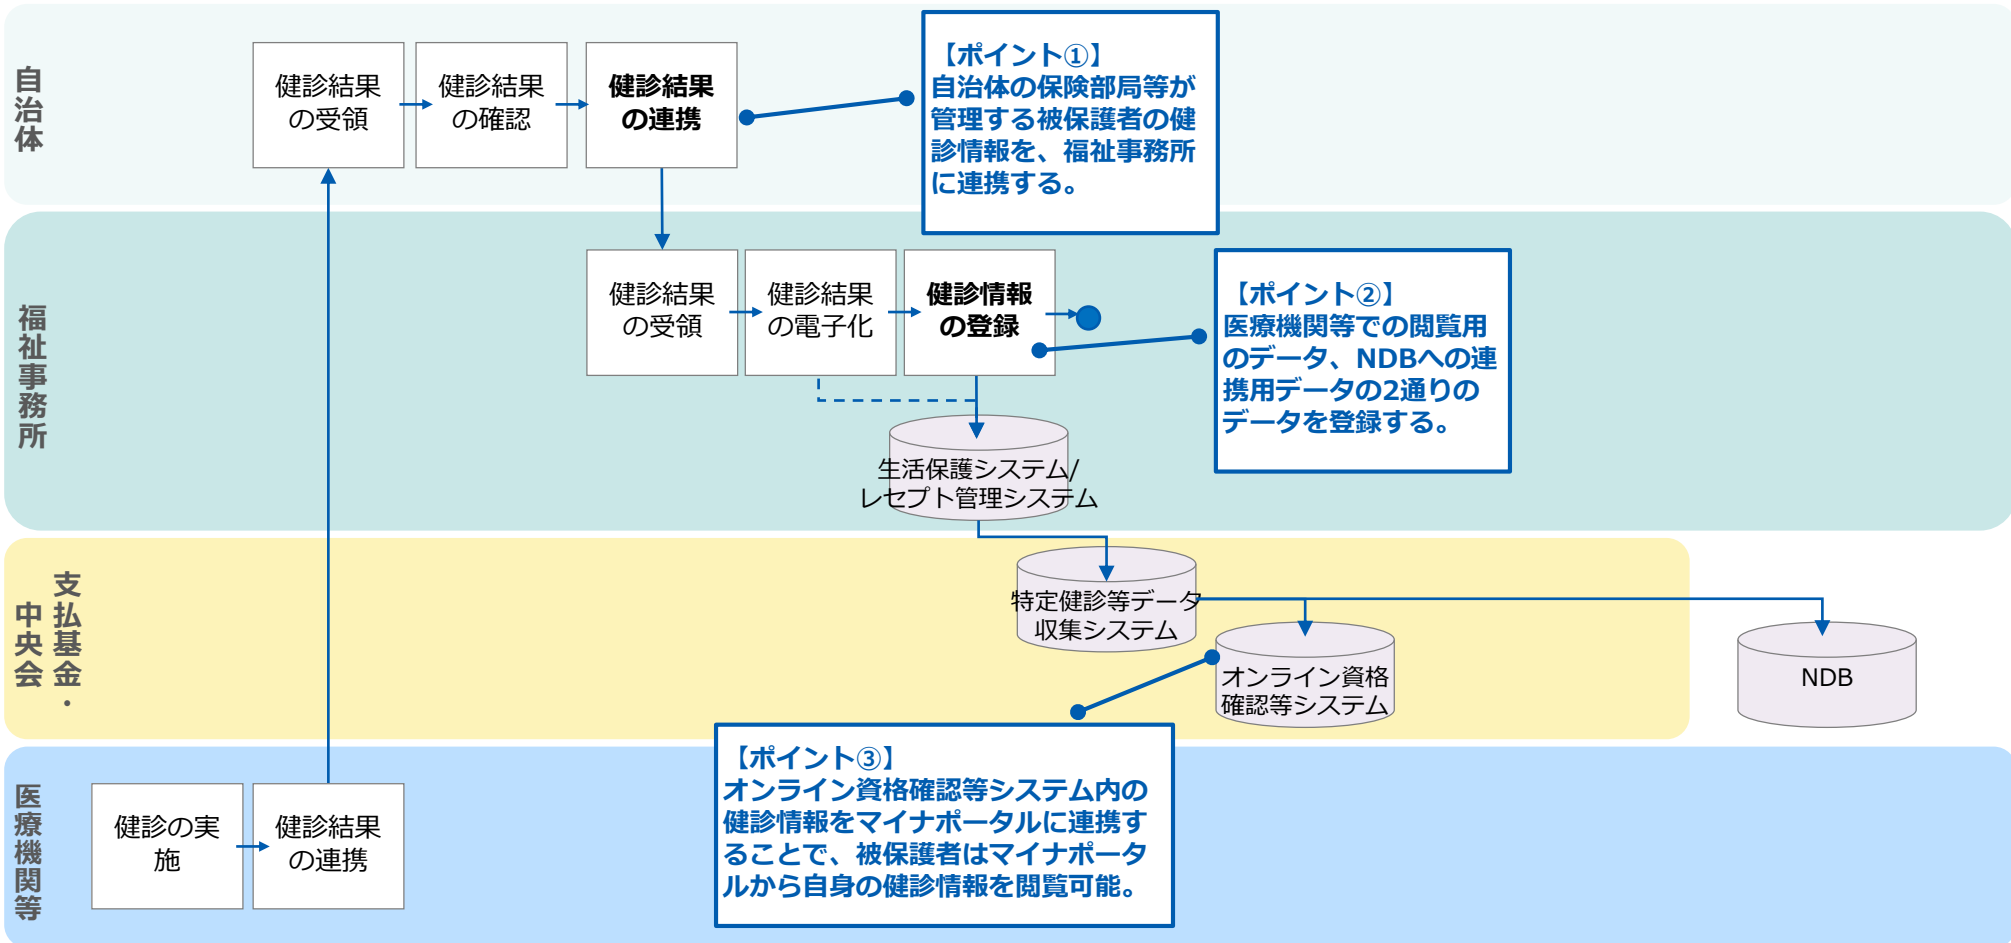 自治体
健診結果
の受領
健診結果
の確認
健診結果
の連携
【ポイント①】
自治体の保険部局等が
管理する被保護者の健
診情報を、福祉事務所
に連携する。
福祉事務所
健診結果
の受領
健診結果
の電子化
健診情報
の登録
【ポイント②】
医療機関等での閲覧用
のデータ、NDBへの連
携用データの2通りの
データを登録する。
生活保護システム/
レセプト管理システム
支払基金・
中央会
特定健診等データ
収集システム
オンライン資格
確認等システム
NDB
医療機関等
健診の実
施
健診結果
の連携
【ポイント③】
オンライン資格確認等システム内の
健診情報をマイナポータルに連携す
ることで、被保護者はマイナポータ
ルから自身の健診情報を閲覧可能。